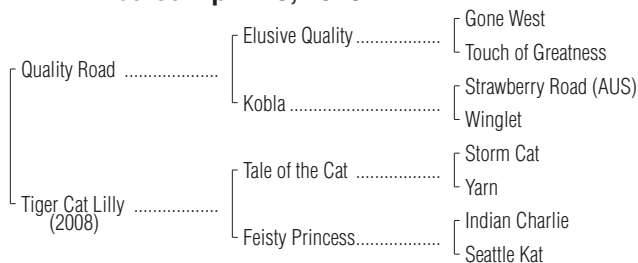 Gone West
Elusive Quality ..................
Touch of Greatness
Quality Road ....................
Strawberry Road (AUS)
Kobla ................................
Winglet
Storm Cat
Tale of the Cat ..................
Yarn
Tiger Cat Lilly ..................
(2008)
Indian Charlie
Feisty Princess..................
Seattle Kat